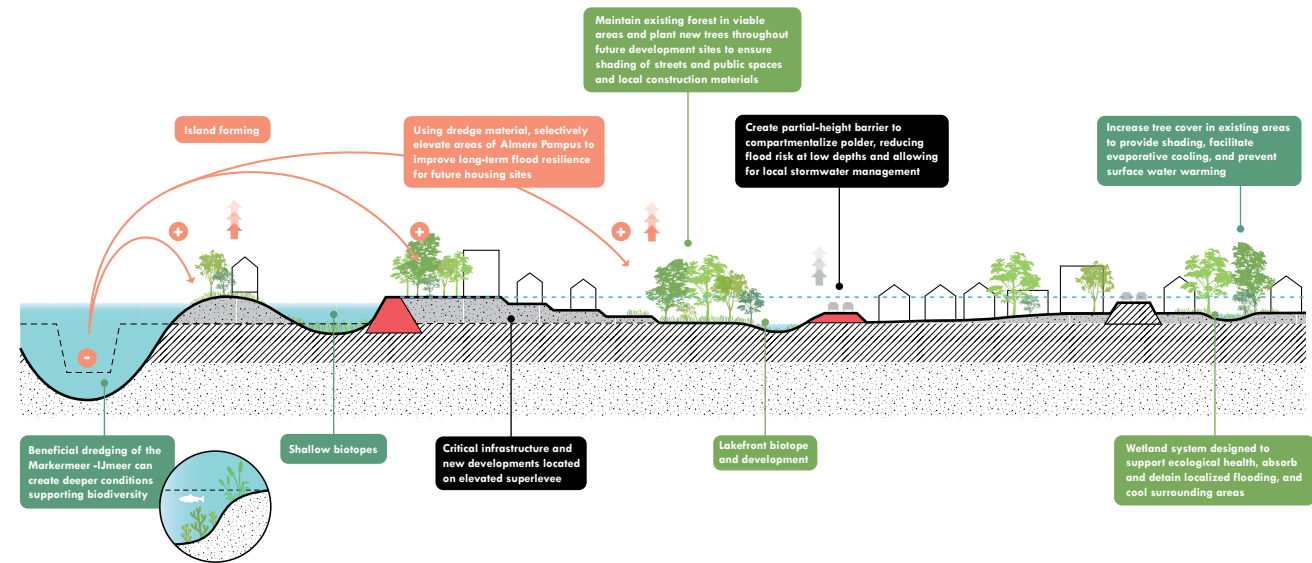 Maintain existing forest in viable
areas and plant new trees throughout
future development sites to ensure
shading of streets and public spaces
and local construction materials
Island forming
Using dredge material, selectively
elevate areas of Almere Pampus to
improve long-term flood resilience
for future housing sites
Create partial-height barrier to
compartmentalize polder, reducing
flood risk at low depths and allowing
for local stormwater management
Increase tree cover in existing areas
to provide shading, facilitate
evaporative cooling, and prevent
surface water warming
+
+
+
-
Beneficial dredging of the
Markermeer -IJmeer can
create deeper conditions
supporting biodiversity
Shallow biotopes
Critical infrastructure and
new developments located
on elevated superlevee
Lakefront biotope
and development
Wetland system designed to
support ecological health, absorb
and detain localized flooding, and
cool surrounding areas